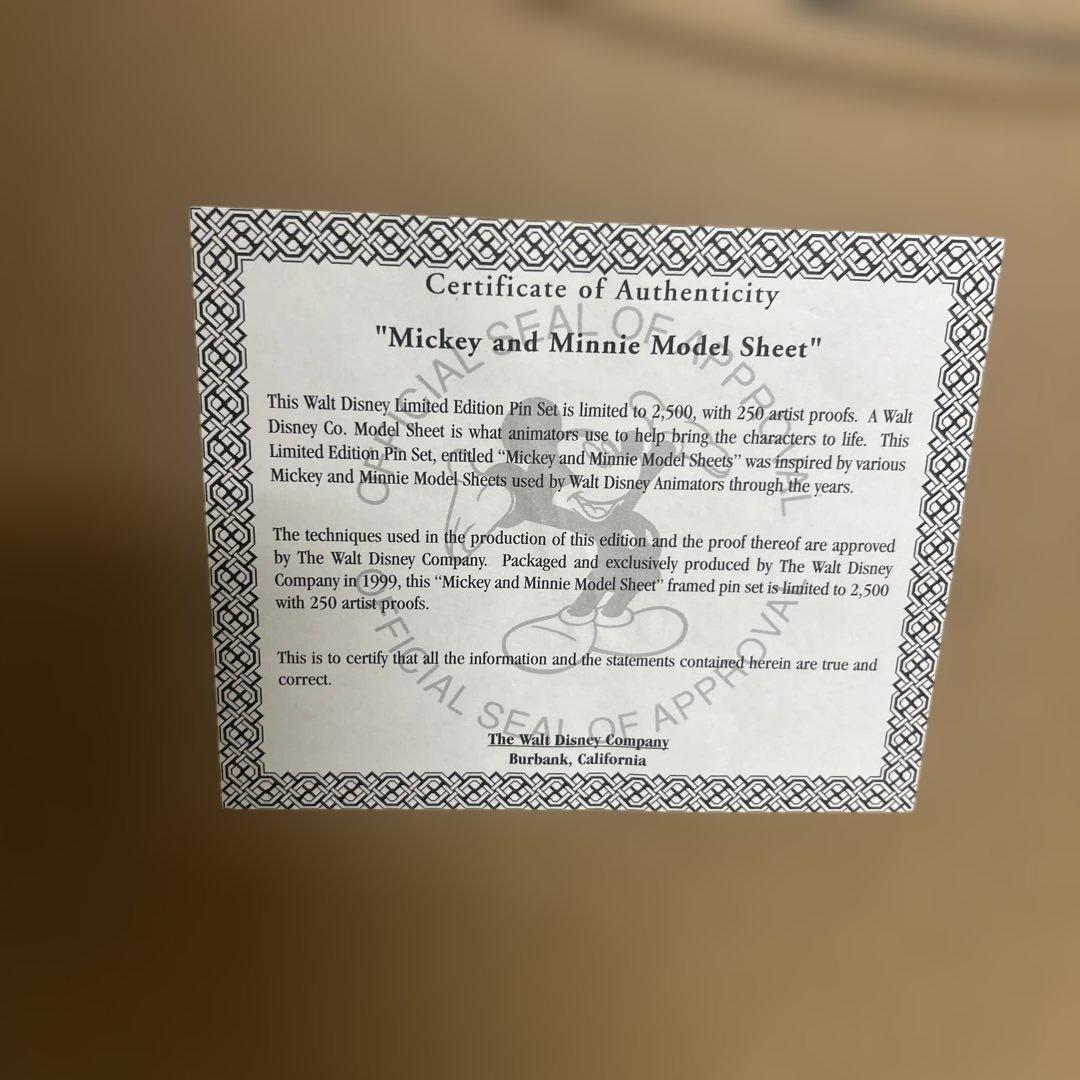 Certificate of Authenticity
"Mickey and Minnie Model Sheet"
This Walt Disney Limited Edition Pin Set is limited to 2,500, with 250 artist proofs. A Walt
Disney Co. Model Sheet is what animators use to help bring the characters to life. This
Limited Edition Pin Set, entitled “Mickey and Minnie Model Sheets” was inspired by various
Mickey and Minnie Model Sheets used by Walt Disney Animators through the years.
The techniques used in the production of this edition and the proof thereof are approved
by The Walt Disney Company. Packaged and exclusively produced by The Walt Disney
Company in 1999, this “Mickey and Minnie Model Sheet” framed pin set is limited to 2,500
with 250 artist proofs.
This is to certify that all the information and the statements contained herein are true and
correct.
The Walt Disney Company
Burbank, California
OFFICIAL SEAL OF APPROVAL
OFFICIAL SEAL OF APPROVAL